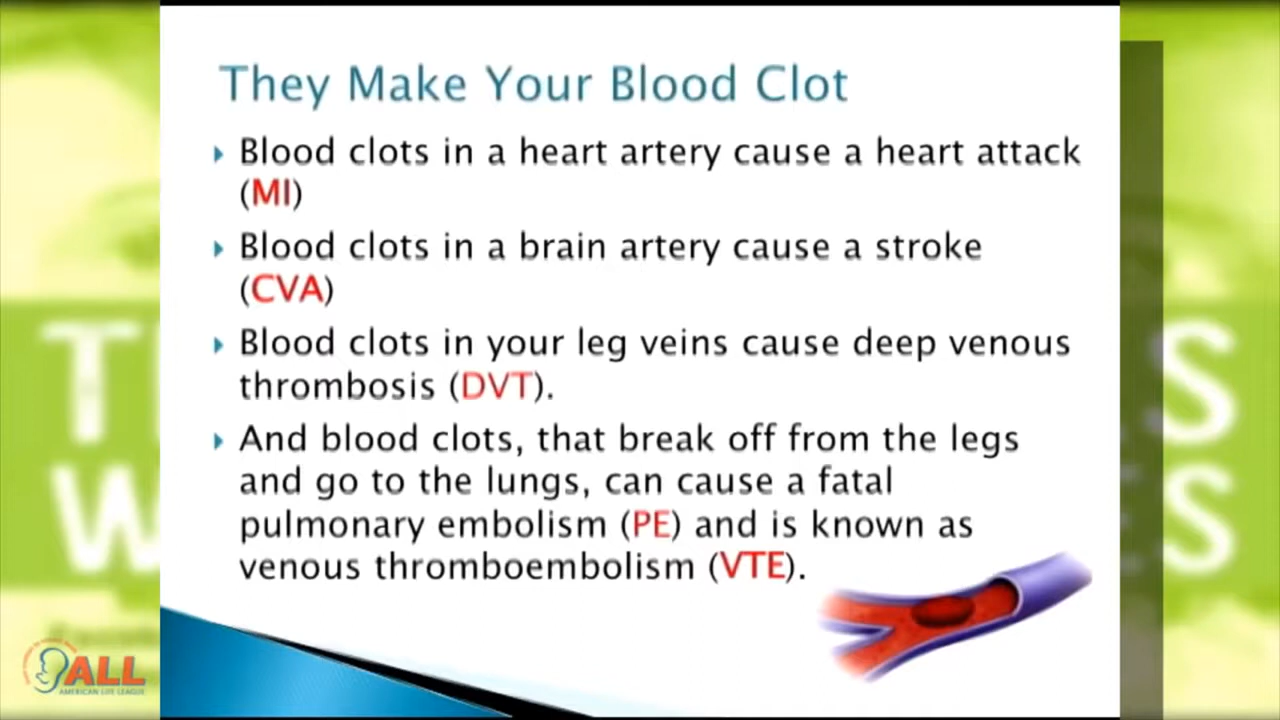 They Make Your Blood Clot
Blood clots in a heart artery cause a heart attack
(MI)
Blood clots in a brain artery cause a stroke
(CVA)
Blood clots in your leg veins cause deep venous
thrombosis (DVT).
And blood clots, that break off from the legs
and go to the lungs, can cause a fatal
pulmonary embolism (PE) and is known as
venous thromboembolism (VTE).
ALL
AMERICAN LIFE LEAGUE